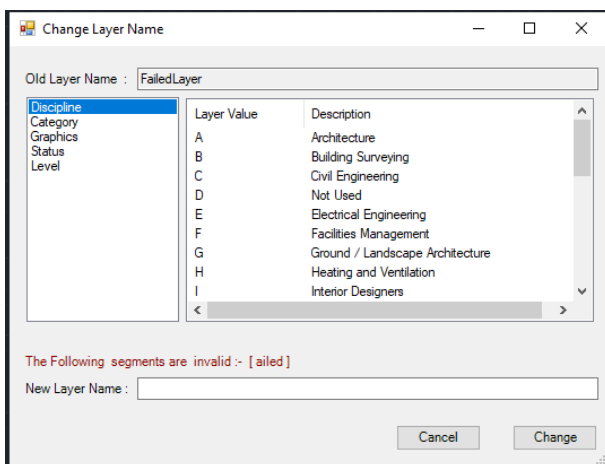 Change Layer Name
Old Layer Name : FailedLayer
Discipline
Category
Graphics
Status
Level
Layer Value Description
A Architecture
B Building Surveying
C Civil Engineering
D Not Used
E Electrical Engineering
F Facilities Management
G Ground / Landscape Architecture
H Heating and Ventilation
I Interior Designers
The Following segments are invalid :- [ ailed ]
New Layer Name :
Cancel Change